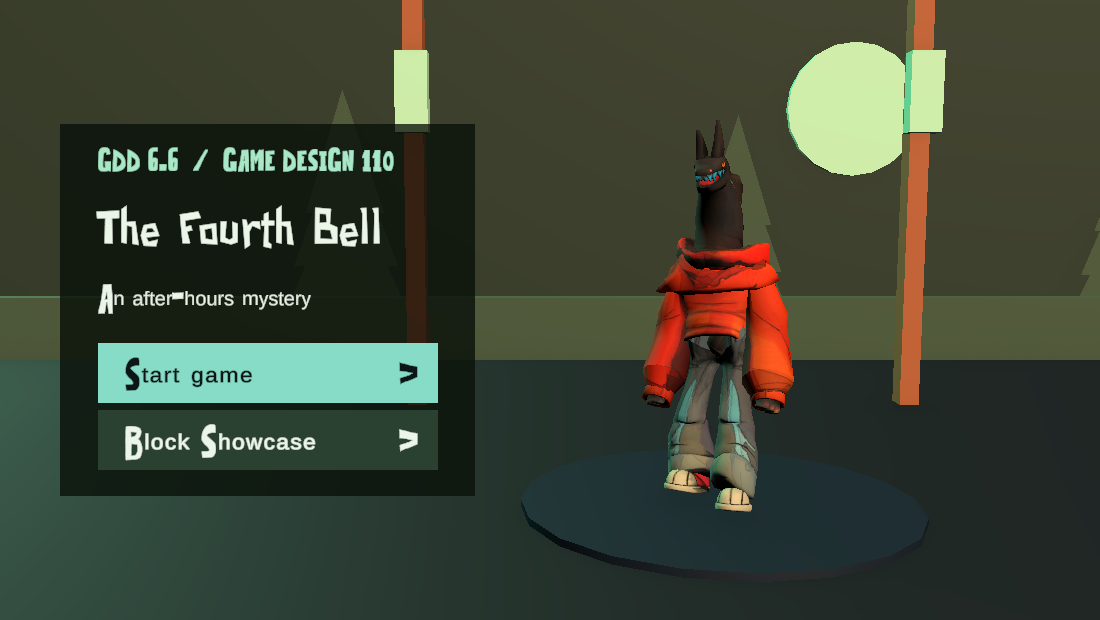 GDD 6.6 / GAME DESIGN 110
The Fourth Bell
An after-hours mystery
Start game >
Block Showcase >